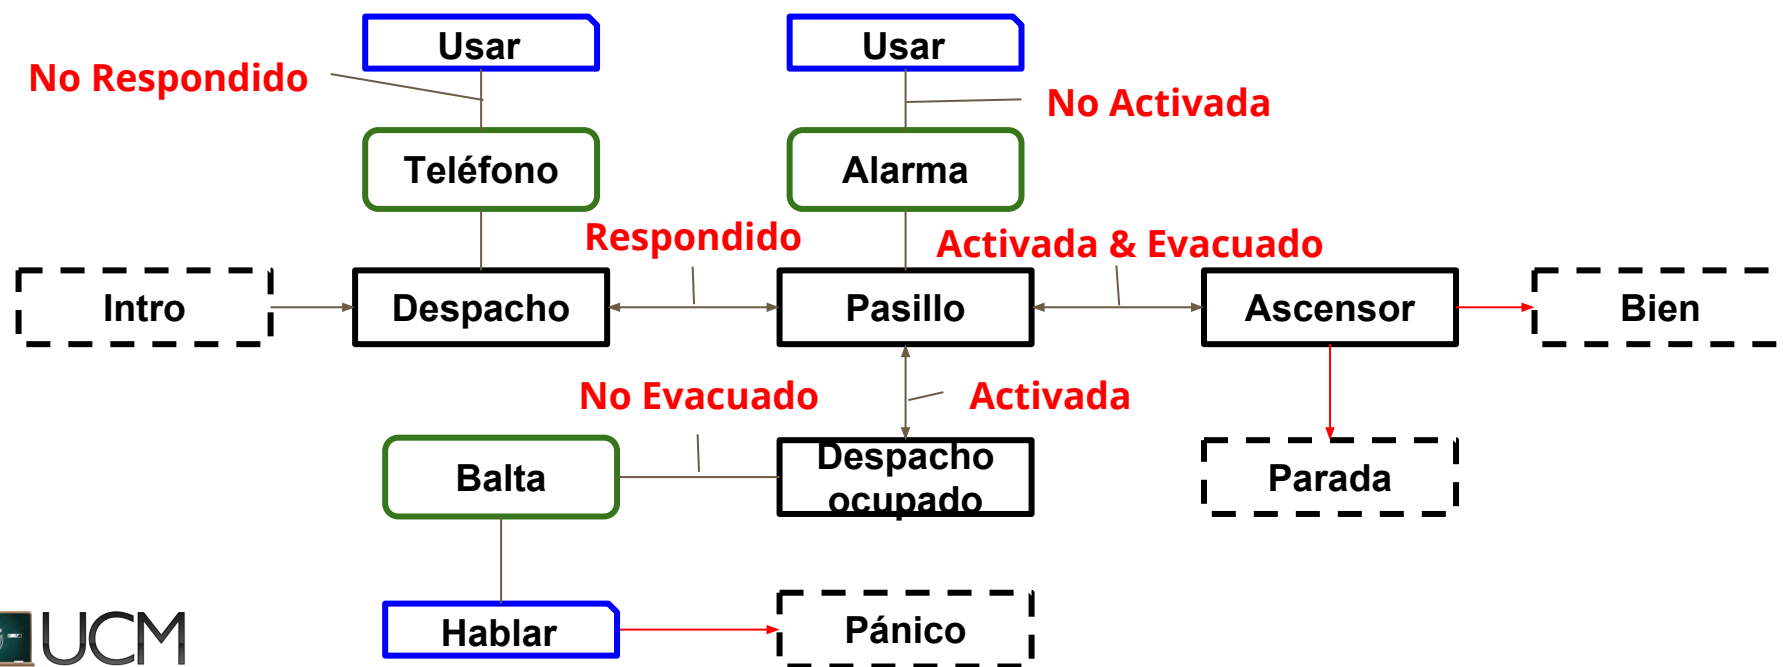 Usar
Usar
No Respondido
No Activada
Teléfono
Alarma
Respondido
Activada & Evacuado
Intro
Despacho
Pasillo
Ascensor
Bien
No Evacuado
Activada
Balta
Despacho
ocupado
Parada
Hablar
Pánico
UCM